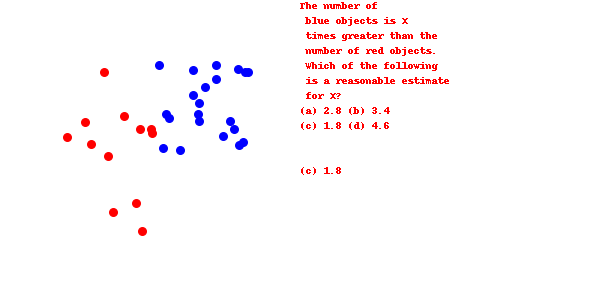 The number of
blue objects is X
times greater than the
number of red objects.
Which of the following
is a reasonable estimate
for X?
(a) 2.8 (b) 3.4
(c) 1.8 (d) 4.6
(c) 1.8